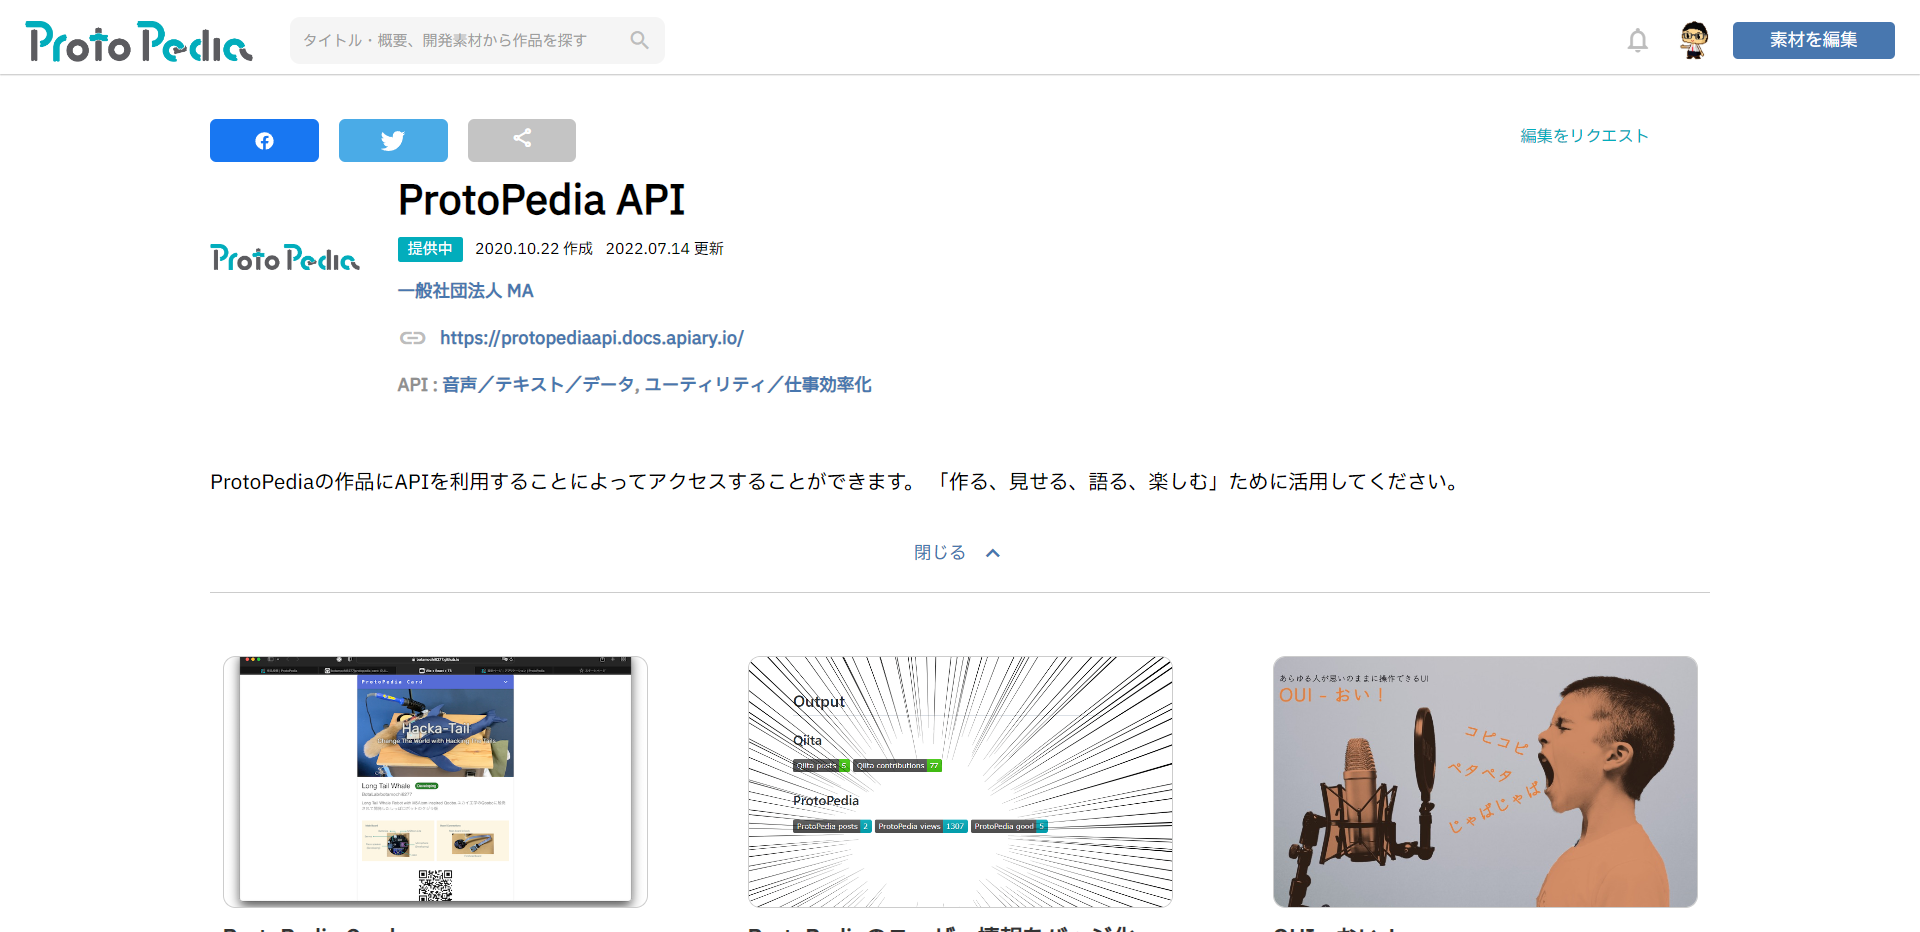 Proto Pedia
タイトル・概要、開発素材から作品を探す
素材を編集
編集をリクエスト
ProtoPedia API
Proto Pedia
提供中 2020.10.22 作成 2022.07.14 更新
一般社団法人 MA
https://protopediaapi.docs.apiary.io/
API : 音声／テキスト／データ, ユーティリティ／仕事効率化
ProtoPediaの作品にAPIを利用することによってアクセスすることができます。 「作る、見せる、語る、楽しむ」ために活用してください。
閉じる
ProtoPedia Card
Hacka-Tail
Change The World with Hacking the Tails
Long Tail Whale Developing
Output
Qiita
Qiita posts 5 Qiita contributions 77
ProtoPedia
ProtoPedia posts 2 ProtoPedia views 1307 ProtoPedia good 5
あらゆる人が思いのままに操作できるUI
OUI - おい！
コピコピ
ペタペタ
じゃばじゃば